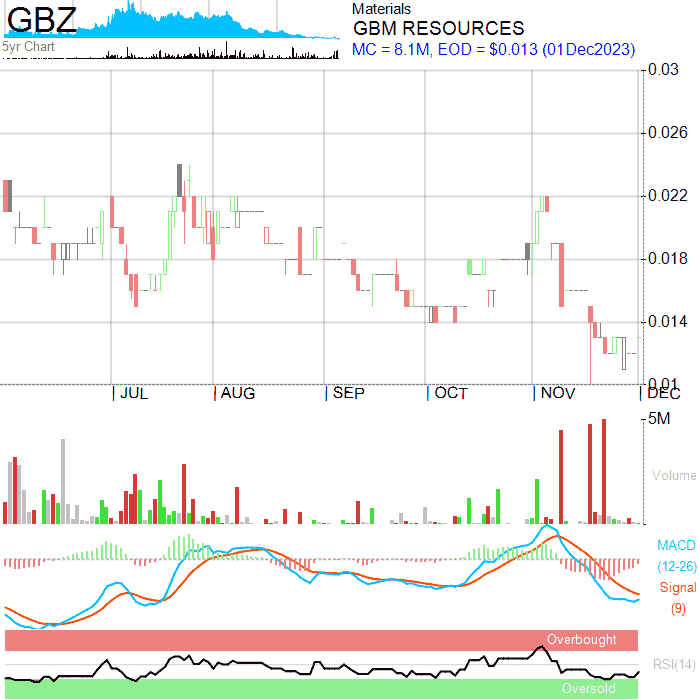 GBZ
5yr Chart
Materials
GBM RESOURCES
MC = 8.1M, EOD = $0.013 (01Dec2023)
0.03
0.026
0.022
0.018
0.014
0.01
JUL
AUG
SEP
OCT
NOV
DEC
5M
Volume
MACD
(12-26)
Signal
(9)
Overbought
RSI(14)
Oversold